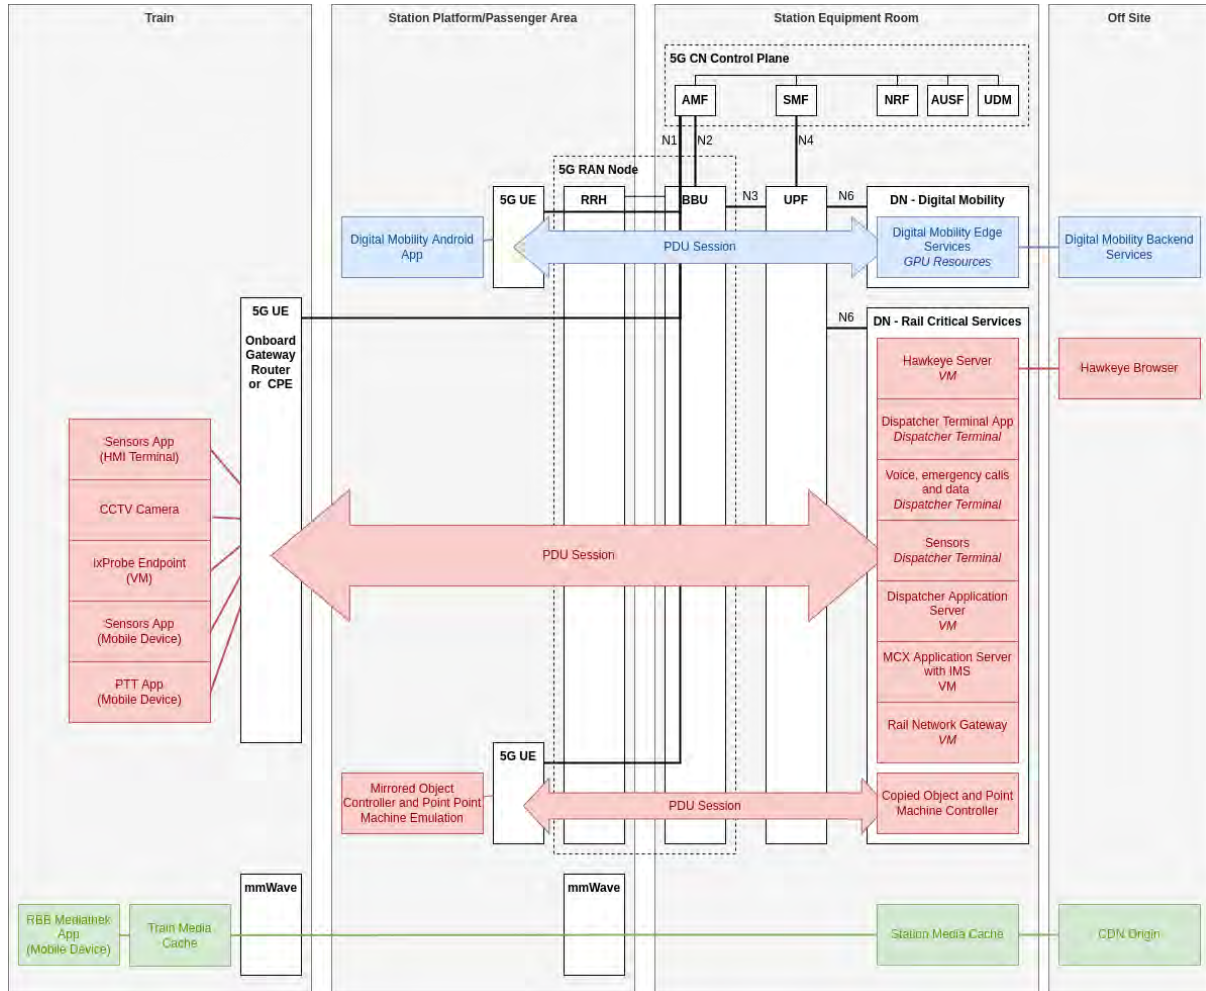 Train
Station Platform/Passenger Area
Station Equipment Room
Off Site
5G CN Control Plane
AMF
SMF
NRF
AUSF
UDM
N1
N2
N4
5G RAN Node
5G UE
RRH
BBU
N3
UPF
N6
DN - Digital Mobility
Digital Mobility Android
App
PDU Session
Digital Mobility Edge
Services
GPU Resources
Digital Mobility Backend
Services
5G UE
Onboard
Gateway
Router
or CPE
N6
DN - Rail Critical Services
Hawkeye Server
VM
Hawkeye Browser
Dispatcher Terminal App
Dispatcher Terminal
Voice, emergency calls
and data
Dispatcher Terminal
Sensors
Dispatcher Terminal
Dispatcher Application
Server
VM
MCX Application Server
with IMS
VM
Rail Network Gateway
VM
Sensors App
(HMI Terminal)
CCTV Camera
ixProbe Endpoint
(VM)
Sensors App
(Mobile Device)
PTT App
(Mobile Device)
PDU Session
5G UE
Mirrored Object
Controller and Point Point
Machine Emulation
PDU Session
Copied Object and Point
Machine Controller
mmWave
mmWave
RBB Mediathek
App
(Mobile Device)
Train Media
Cache
Station Media Cache
CDN Origin